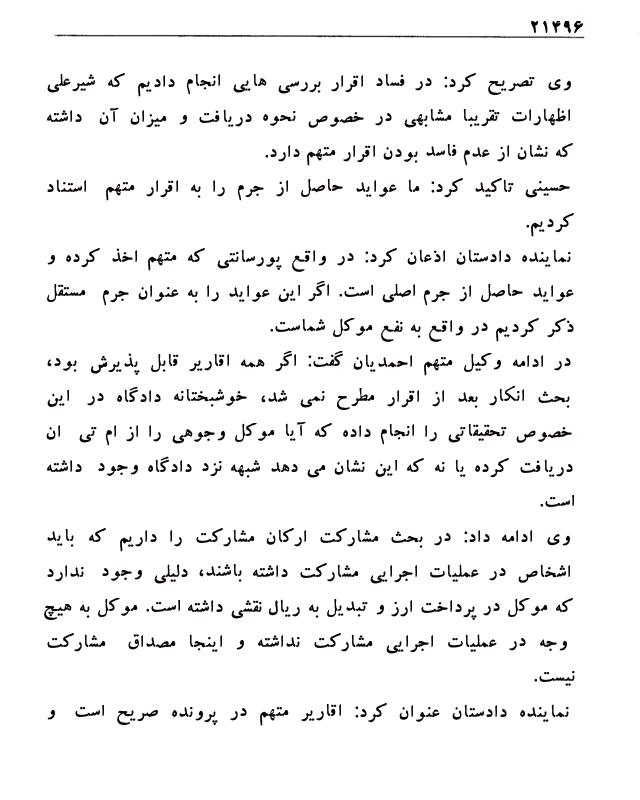 ۲۱۴۹۶
وی تصریح کرد: در فساد اقرار بررسی هایی انجام دادیم که شیرعلی
اظهارات تقریبا مشابهی در خصوص نحوه دریافت و میزان آن داشته
که نشان از عدم فاسد بودن اقرار متهم دارد.
حسینی تاکید کرد: ما عواید حاصل از جرم را به اقرار متهم استناد
کردیم.
نماینده دادستان اذعان کرد: در واقع پورسانتی که متهم اخذ کرده و
عواید حاصل از جرم اصلی است. اگر این عواید را به عنوان جرم مستقل
ذکر کردیم در واقع به نفع موکل شماست.
در ادامه وکیل متهم احمدیان گفت: اگر همه اقاریر قابل پذیرش بود،
بحث انکار بعد از اقرار مطرح نمی شد، خوشبختانه دادگاه در این
خصوص تحقیقاتی را انجام داده که آیا موکل وجوهی را از ام تی ان
دریافت کرده یا نه که این نشان می دهد شبهه نزد دادگاه وجود داشته
است.
وی ادامه داد: در بحث مشارکت ارکان مشارکت را داریم که باید
اشخاص در عملیات اجرایی مشارکت داشته باشند، دلیلی وجود ندارد
که موکل در پرداخت ارز و تبدیل به ریال نقشی داشته است. موکل به هیچ
وجه در عملیات اجرایی مشارکت نداشته و اینجا مصداق مشارکت
نیست.
نماینده دادستان عنوان کرد: اقاریر متهم در پرونده صریح است و